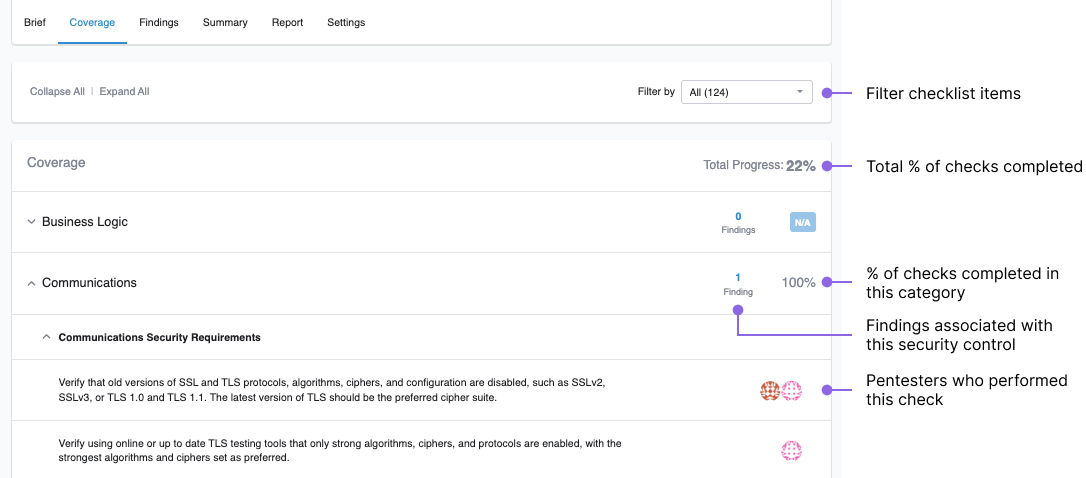 Brief Coverage Findings Summary Report Settings
Collapse All | Expand All Filter by All (124)
Filter checklist items
Coverage Total Progress: 22%
Total % of checks completed
Business Logic 0 Findings N/A
Communications 1 Finding 100%
% of checks completed in
this category
Findings associated with
this security control
Communications Security Requirements
Verify that old versions of SSL and TLS protocols, algorithms, ciphers, and configuration are disabled, such as SSLv2,
SSLv3, or TLS 1.0 and TLS 1.1. The latest version of TLS should be the preferred cipher suite.
Pentesters who performed
this check
Verify using online or up to date TLS testing tools that only strong algorithms, ciphers, and protocols are enabled, with the
strongest algorithms and ciphers set as preferred.